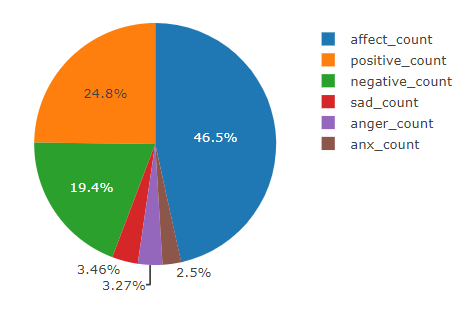 affect_count
positive_count
negative_count
sad_count
anger_count
anx_count
24.8%
46.5%
19.4%
3.46%
3.27%
2.5%